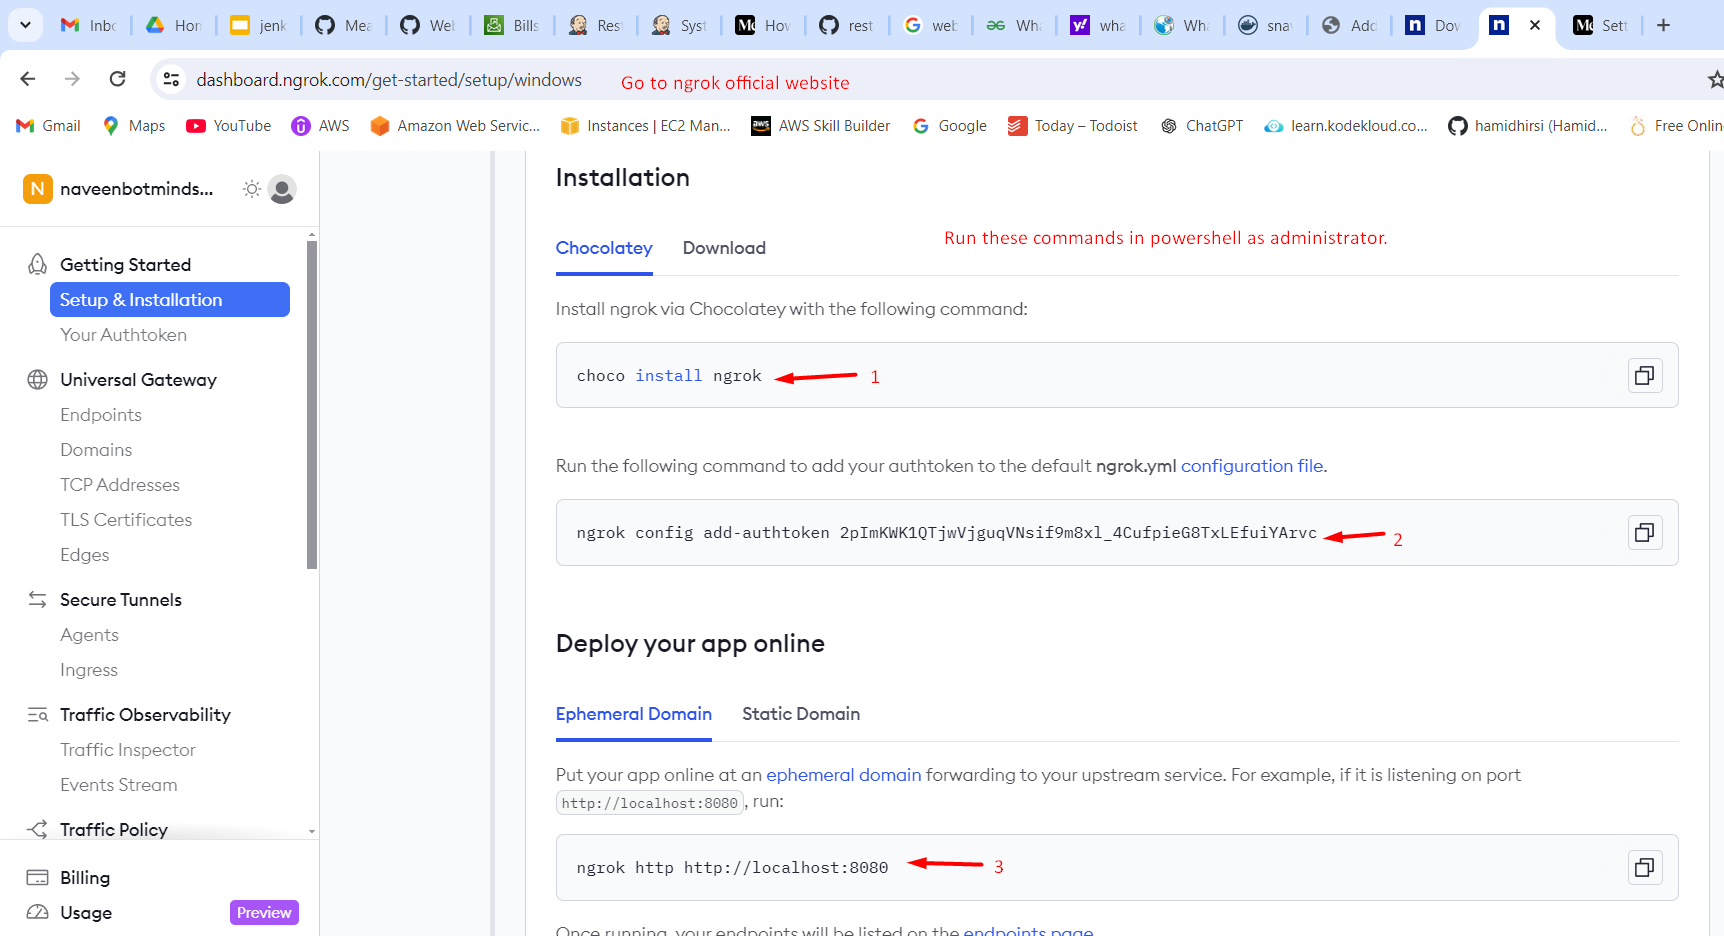 Inbc
Hon
jenk
Mea
Web
Bills
Rest
Syst
How
rest
web
Wha
wha
Wha
snav
Add
Dow
Sett
dashboard.ngrok.com/get-started/setup/windows
Go to ngrok official website
Gmail
Maps
YouTube
AWS
Amazon Web Servic...
Instances | EC2 Man...
AWS Skill Builder
Google
Today – Todoist
ChatGPT
learn.kodekloud.co...
hamidhirsi (Hamid...
Free Onlin
N naveenbotminds...
Getting Started
Setup & Installation
Your Authtoken
Universal Gateway
Endpoints
Domains
TCP Addresses
TLS Certificates
Edges
Secure Tunnels
Agents
Ingress
Traffic Observability
Traffic Inspector
Events Stream
Traffic Policy
Billing
Usage Preview
Installation
Chocolatey Download
Run these commands in powershell as administrator.
Install ngrok via Chocolatey with the following command:
choco install ngrok 1
Run the following command to add your authtoken to the default ngrok.yml configuration file.
ngrok config add-authtoken 2pImKWK1QTjwVjguqVNsif9m8xl_4CufpieG8TxLEfuiYArvc 2
Deploy your app online
Ephemeral Domain Static Domain
Put your app online at an ephemeral domain forwarding to your upstream service. For example, if it is listening on port
http://localhost:8080, run:
ngrok http http://localhost:8080 3
Once running, your endpoints will be listed on the endpoints page